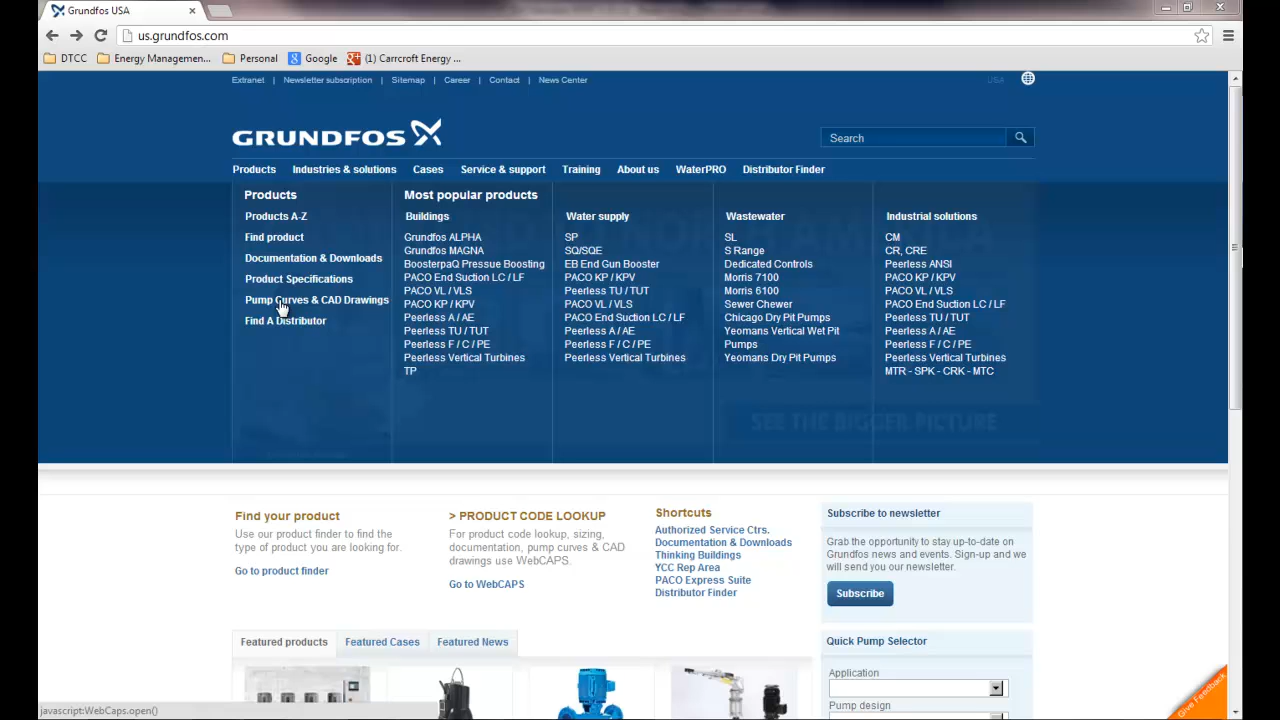 Grundfos USA
us.grundfos.com
DTCC
Energy Managemen...
Personal
Google
(1) Carrcroft Energy ...
Extranet | Newsletter subscription | Sitemap | Career | Contact | News Center
USA
GRUNDFOS
Search
Products
Industries & solutions
Cases
Service & support
Training
About us
WaterPRO
Distributor Finder
Products
Products A-Z
Find product
Documentation & Downloads
Product Specifications
Pump Curves & CAD Drawings
Find A Distributor
Most popular products
Buildings
Grundfos ALPHA
Grundfos MAGNA
BoosterpaQ Pressue Boosting
PACO End Suction LC / LF
PACO VL / VLS
PACO KP / KPV
Peerless A / AE
Peerless TU / TUT
Peerless F / C / PE
Peerless Vertical Turbines
TP
Water supply
SP
SQ/SQE
EB End Gun Booster
PACO KP / KPV
Peerless TU / TUT
PACO VL / VLS
PACO End Suction LC / LF
Peerless A / AE
Peerless F / C / PE
Peerless Vertical Turbines
Wastewater
SL
S Range
Dedicated Controls
Morris 7100
Morris 6100
Sewer Chewer
Chicago Dry Pit Pumps
Yeomans Vertical Wet Pit
Pumps
Yeomans Dry Pit Pumps
Industrial solutions
CM
CR, CRE
Peerless ANSI
PACO KP / KPV
PACO VL / VLS
PACO End Suction LC / LF
Peerless TU / TUT
Peerless A / AE
Peerless F / C / PE
Peerless Vertical Turbines
MTR - SPK - CRK - MTC
SEE THE BIGGER PICTURE
Find your product
Use our product finder to find the
type of product you are looking for.
Go to product finder
> PRODUCT CODE LOOKUP
For product code lookup, sizing,
documentation, pump curves & CAD
drawings use WebCAPS.
Go to WebCAPS
Shortcuts
Authorized Service Ctrs.
Documentation & Downloads
Thinking Buildings
YCC Rep Area
PACO Express Suite
Distributor Finder
Subscribe to newsletter
Grab the opportunity to stay up-to-date on
Grundfos news and events. Sign-up and we
will send you our newsletter.
Subscribe
Featured products
Featured Cases
Featured News
Quick Pump Selector
Application
Pump design
Give Feedback
javascript:WebCaps.open()